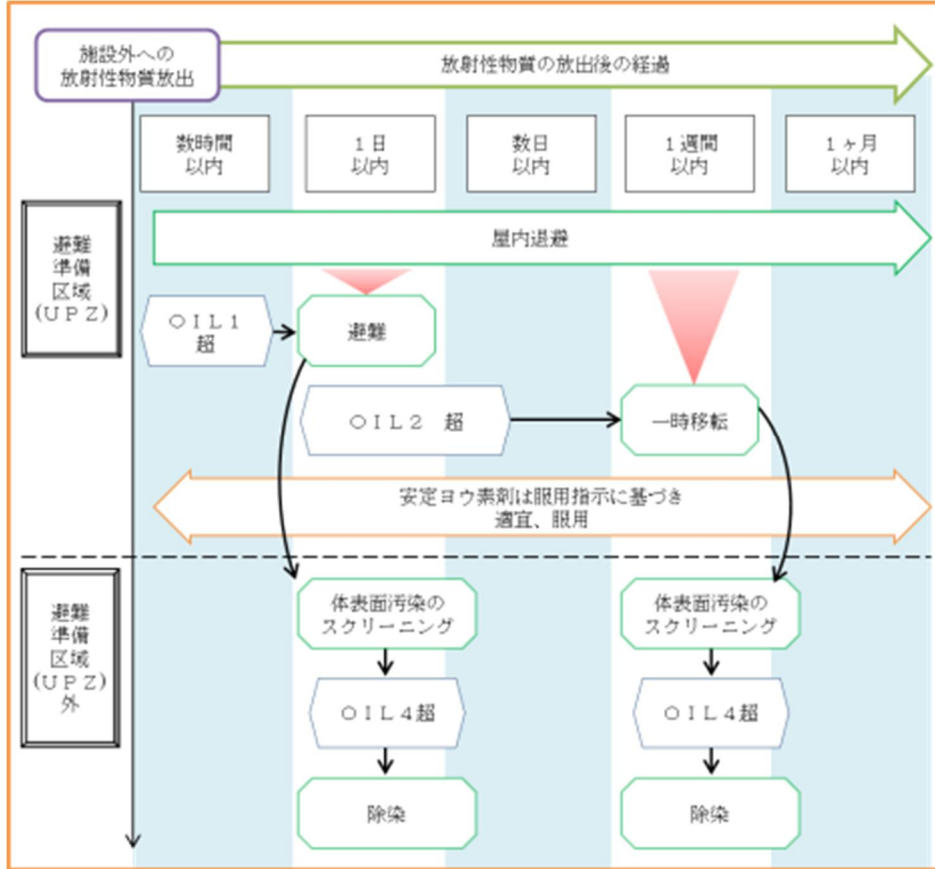 施設外への
放射性物質放出
放射性物質の放出後の経過
数時間
以内
１日
以内
数日
以内
１週間
以内
１ヶ月
以内
避難
準備
区域
(ＵＰＺ)
屋内退避
ＯＩＬ１
超
避難
ＯＩＬ２　超
一時移転
安定ヨウ素剤は服用指示に基づき
適宜、服用
避難
準備
区域
(ＵＰＺ)
外
体表面汚染の
スクリーニング
体表面汚染の
スクリーニング
ＯＩＬ４超
ＯＩＬ４超
除染
除染